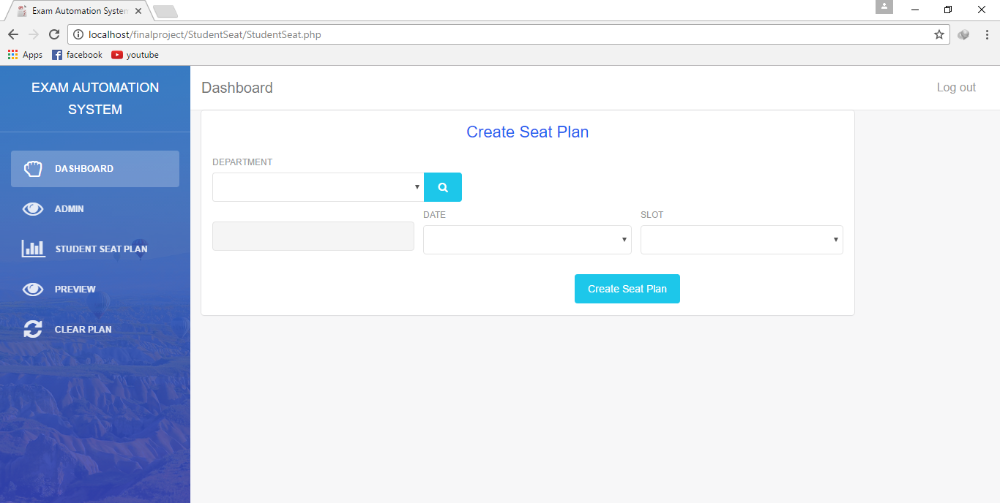 Exam Automation System
localhost/finalproject/StudentSeat/StudentSeat.php
Apps facebook youtube
EXAM AUTOMATION
SYSTEM
Dashboard
Log out
DASHBOARD
ADMIN
STUDENT SEAT PLAN
PREVIEW
CLEAR PLAN
Create Seat Plan
DEPARTMENT
DATE
SLOT
Create Seat Plan